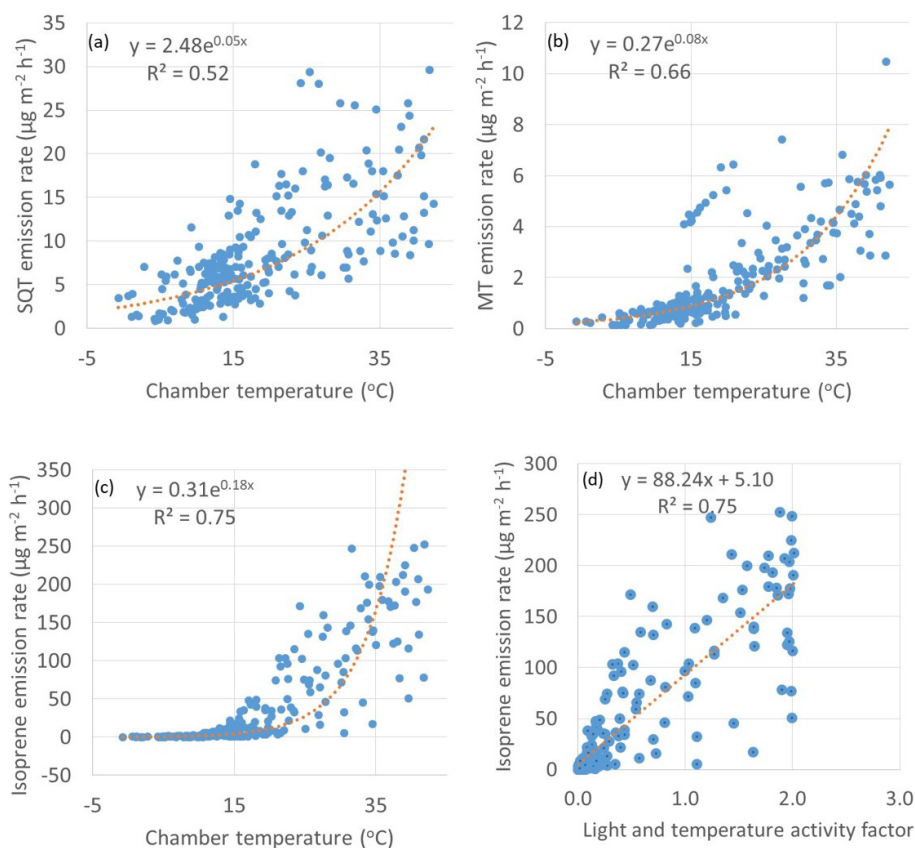 (a)
y = 2.48e^0.05x
R² = 0.52
SQT emission rate (µg m⁻² h⁻¹)
35
30
25
20
15
10
5
0
-5
15
35
Chamber temperature (°C)
(b)
y = 0.27e^0.08x
R² = 0.66
MT emission rate (µg m⁻² h⁻¹)
12
10
8
6
4
2
0
-5
15
35
Chamber temperature (°C)
(c)
y = 0.31e^0.18x
R² = 0.75
Isoprene emission rate (µg m⁻² h⁻¹)
350
300
250
200
150
100
50
0
-50
-5
15
35
Chamber temperature (°C)
(d)
y = 88.24x + 5.10
R² = 0.75
Isoprene emission rate (µg m⁻² h⁻¹)
300
250
200
150
100
50
0
0.0
1.0
2.0
3.0
Light and temperature activity factor